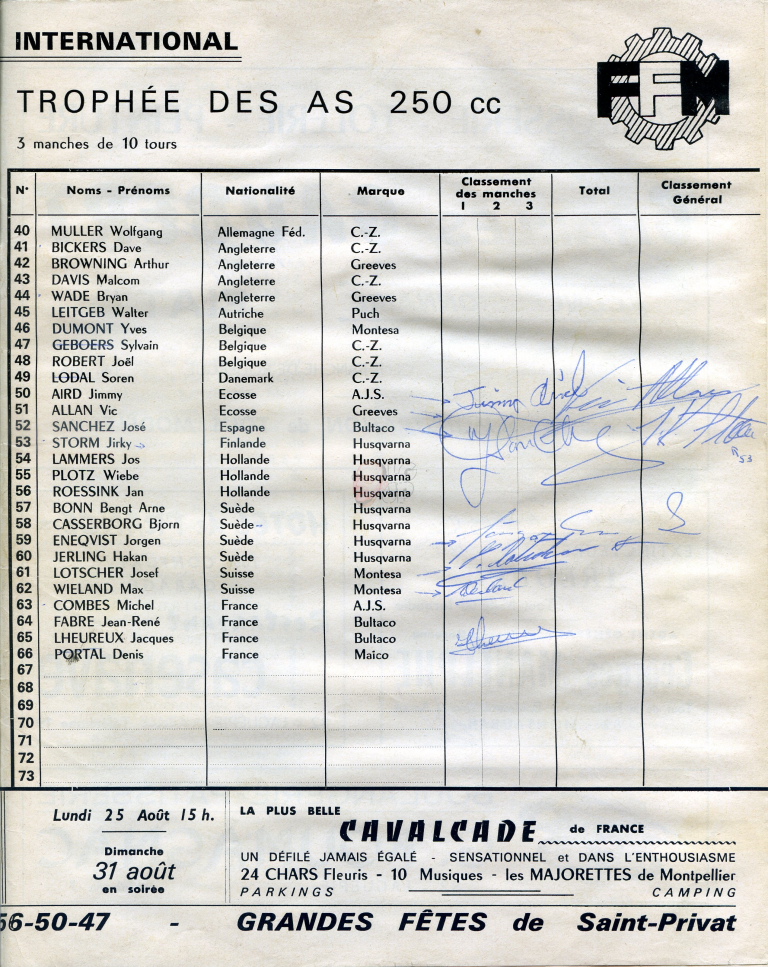 INTERNATIONAL
FFM
TROPHÉE DES AS 250 cc
3 manches de 10 tours
N° Noms - Prénoms Nationalité Marque Classement des manches 1 2 3 Total Classement Général
40 MULLER Wolfgang Allemagne Féd. C.-Z.
41 BICKERS Dave Angleterre C.-Z.
42 BROWNING Arthur Angleterre Greeves
43 DAVIS Malcom Angleterre C.-Z.
44 WADE Bryan Angleterre Greeves
45 LEITGEB Walter Autriche Puch
46 DUMONT Yves Belgique Montesa
47 GEBOERS Sylvain Belgique C.-Z.
48 ROBERT Joël Belgique C.-Z.
49 LODAL Soren Danemark C.-Z.
50 AIRD Jimmy Ecosse A.J.S.
51 ALLAN Vic Ecosse Greeves
52 SANCHEZ José Espagne Bultaco
53 STORM Jirky Finlande Husqvarna
54 LAMMERS Jos Hollande Husqvarna
55 PLOTZ Wiebe Hollande Husqvarna
56 ROESSINK Jan Hollande Husqvarna
57 BONN Bengt Arne Suède Husqvarna
58 CASSERBORG Bjorn Suède Husqvarna
59 ENEQVIST Jorgen Suède Husqvarna
60 JERLING Hakan Suède Husqvarna
61 LOTSCHER Josef Suisse Montesa
62 WIELAND Max Suisse Montesa
63 COMBES Michel France A.J.S.
64 FABRE Jean-René France Bultaco
65 LHEUREUX Jacques France Bultaco
66 PORTAL Denis France Maico
67
68
69
70
71
72
73
Lundi 25 Août 15 h.
Dimanche
31 août
en soirée
LA PLUS BELLE
CAVALCADE de FRANCE
UN DÉFILÉ JAMAIS ÉGALÉ - SENSATIONNEL et DANS L'ENTHOUSIASME
24 CHARS Fleuris - 10 Musiques - les MAJORETTES de Montpellier
PARKINGS CAMPING
56-50-47 - GRANDES FÊTES de Saint-Privat